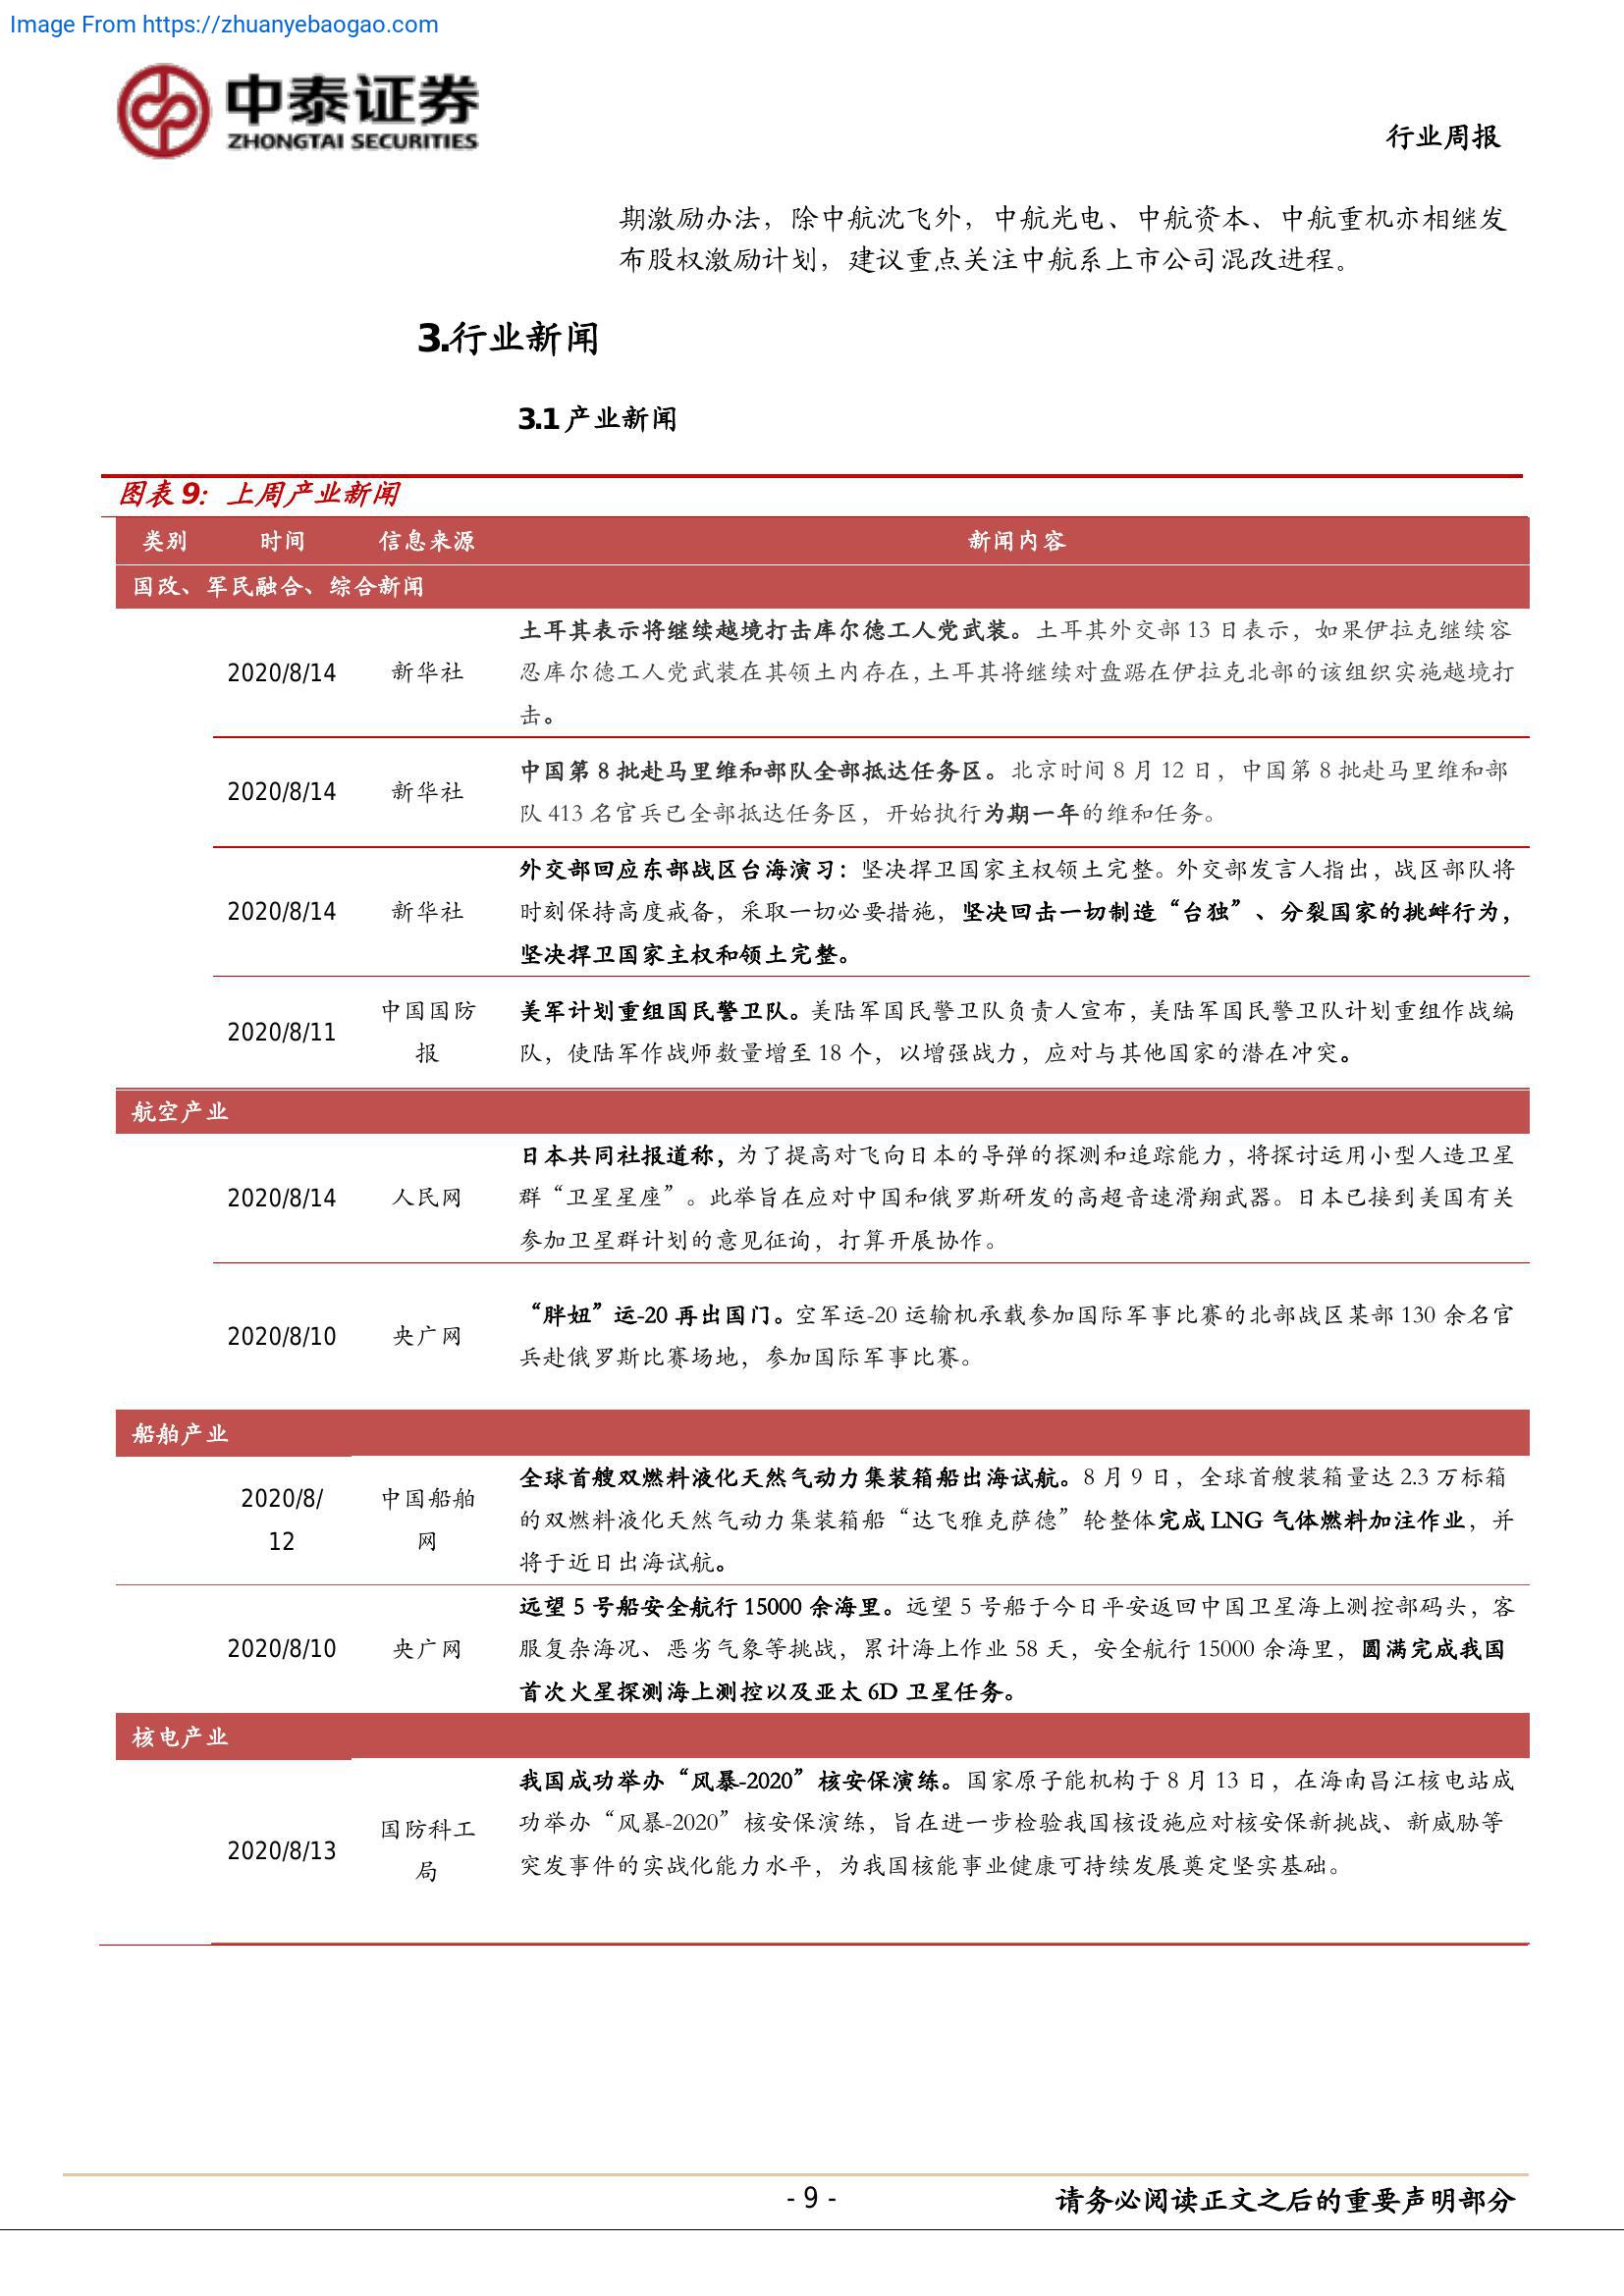 Image From https://zhuanyebaogao.com
中泰证券
ZHONGTAI SECURITIES
行业周报
期激励办法，除中航沈飞外，中航光电、中航资本、中航重机亦相继发
布股权激励计划，建议重点关注中航系上市公司混改进程。
3.行业新闻
3.1 产业新闻
图表 9：上周产业新闻
类别 时间 信息来源 新闻内容
国改、军民融合、综合新闻
土耳其表示将继续越境打击库尔德工人党武装。土耳其外交部 13 日表示，如果伊拉克继续容
2020/8/14 新华社 忍库尔德工人党武装在其领土内存在，土耳其将继续对盘踞在伊拉克北部的该组织实施越境打
击。
中国第 8 批赴马里维和部队全部抵达任务区。北京时间 8 月 12 日，中国第 8 批赴马里维和部
2020/8/14 新华社
队 413 名官兵已全部抵达任务区，开始执行为期一年的维和任务。
外交部回应东部战区台海演习：坚决捍卫国家主权领土完整。外交部发言人指出，战区部队将
2020/8/14 新华社 时刻保持高度戒备，采取一切必要措施，坚决回击一切制造“台独”、分裂国家的挑衅行为，
坚决捍卫国家主权和领土完整。
中国国防 美军计划重组国民警卫队。美陆军国民警卫队负责人宣布，美陆军国民警卫队计划重组作战编
2020/8/11
报 队，使陆军作战师数量增至 18 个，以增强战力，应对与其他国家的潜在冲突。
航空产业
日本共同社报道称，为了提高对飞向日本的导弹的探测和追踪能力，将探讨运用小型人造卫星
2020/8/14 人民网 群“卫星星座”。此举旨在应对中国和俄罗斯研发的高超音速滑翔武器。日本已接到美国有关
参加卫星群计划的意见征询，打算开展协作。
“胖妞”运-20 再出国门。空军运-20 运输机承载参加国际军事比赛的北部战区某部 130 余名官
2020/8/10 央广网
兵赴俄罗斯比赛场地，参加国际军事比赛。
船舶产业
全球首艘双燃料液化天然气动力集装箱船出海试航。8 月 9 日，全球首艘装箱量达 2.3 万标箱
2020/8/ 中国船舶
的双燃料液化天然气动力集装箱船“达飞雅克萨德”轮整体完成 LNG 气体燃料加注作业，并
12 网
将于近日出海试航。
远望 5 号船安全航行 15000 余海里。远望 5 号船于今日平安返回中国卫星海上测控部码头，客
2020/8/10 央广网 服复杂海况、恶劣气象等挑战，累计海上作业 58 天，安全航行 15000 余海里，圆满完成我国
首次火星探测海上测控以及亚太 6D 卫星任务。
核电产业
我国成功举办“风暴-2020”核安保演练。国家原子能机构于 8 月 13 日，在海南昌江核电站成
国防科工 功举办“风暴-2020”核安保演练，旨在进一步检验我国核设施应对核安保新挑战、新威胁等
2020/8/13
局 突发事件的实战化能力水平，为我国核能事业健康可持续发展奠定坚实基础。
- 9 - 请务必阅读正文之后的重要声明部分